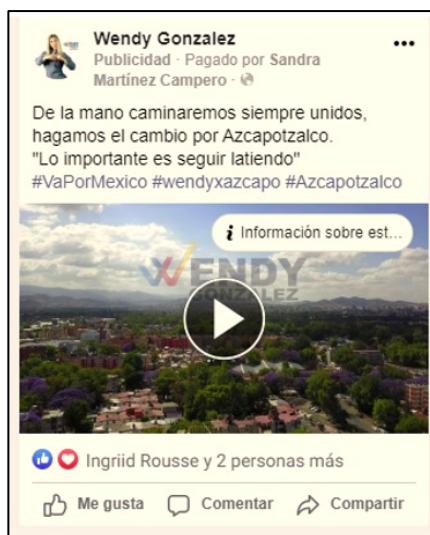 Wendy Gonzalez
Publicidad · Pagado por Sandra
Martínez Campero ·
De la mano caminaremos siempre unidos,
hagamos el cambio por Azcapotzalco.
"Lo importante es seguir latiendo"
#VaPorMexico #wendyxazcapo #Azcapotzalco
i Información sobre est...
WENDY
GONZÁLEZ
Ingriid Rousse y 2 personas más
Me gusta Comentar Compartir